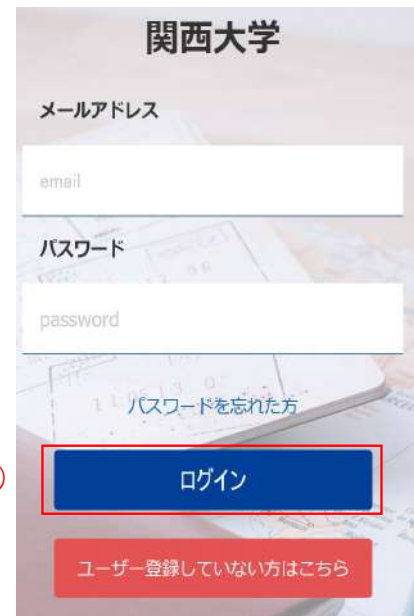 関西大学
メールアドレス
email
パスワード
password
パスワードを忘れた方
ログイン
ユーザー登録していない方はこちら